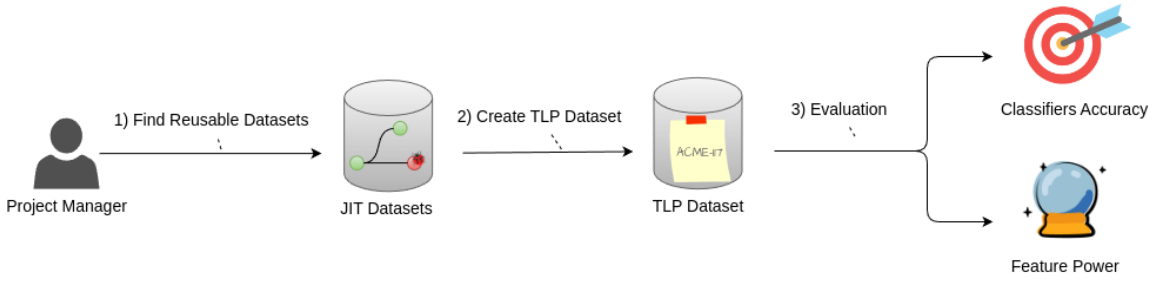 1) Find Reusable Datasets
2) Create TLP Dataset
3) Evaluation
Classifiers Accuracy
ACME-117
Project Manager
JIT Datasets
TLP Dataset
Feature Power